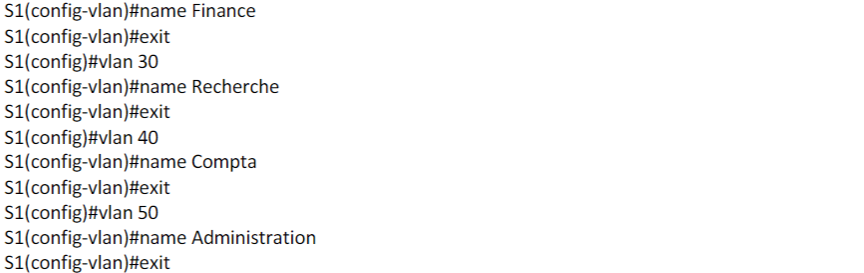 S1(config-vlan)#name Finance
S1(config-vlan)#exit
S1(config)#vlan 30
S1(config-vlan)#name Recherche
S1(config-vlan)#exit
S1(config)#vlan 40
S1(config-vlan)#name Compta
S1(config-vlan)#exit
S1(config)#vlan 50
S1(config-vlan)#name Administration
S1(config-vlan)#exit